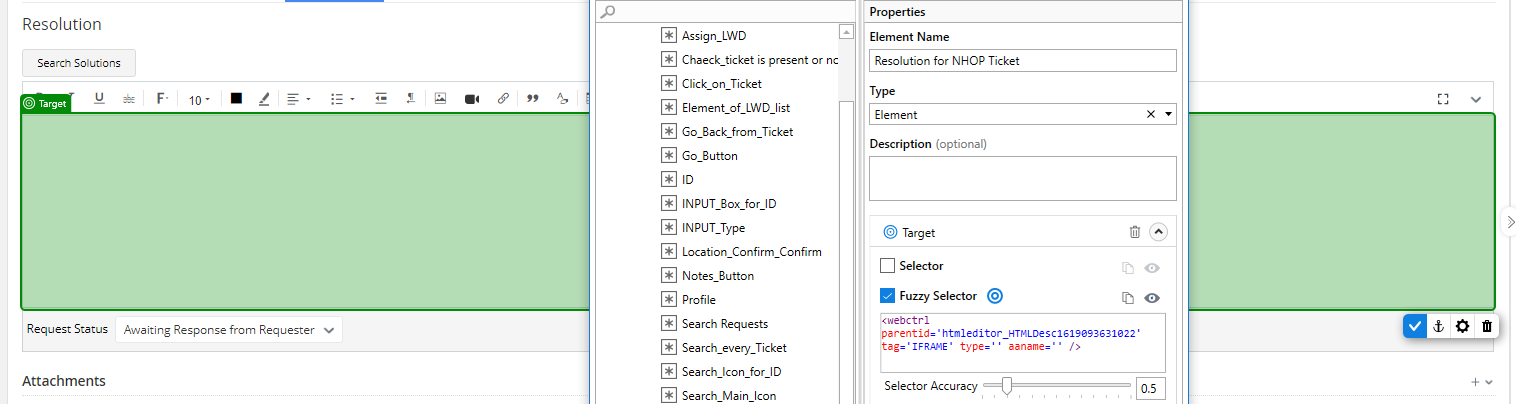 Resolution
Search Solutions
U
abc
F
10
Target
Request Status
Awaiting Response from Requester
Attachments
Assign_LWD
Chaeck_ticket is present or no
Click_on_Ticket
Element_of_LWD_list
Go_Back_from_Ticket
Go_Button
ID
INPUT_Box_for_ID
INPUT_Type
Location_Confirm_Confirm
Notes_Button
Profile
Search Requests
Search_every_Ticket
Search_Icon_for_ID
Search_Main_Icon
Properties
Element Name
Resolution for NHOP Ticket
Type
Element
Description (optional)
Target
Selector
Fuzzy Selector
<webctrl
parentid='htmleditor_HTMLDesc1619093631022'
tag='IFRAME' type='' aaname='' />
Selector Accuracy
0.5